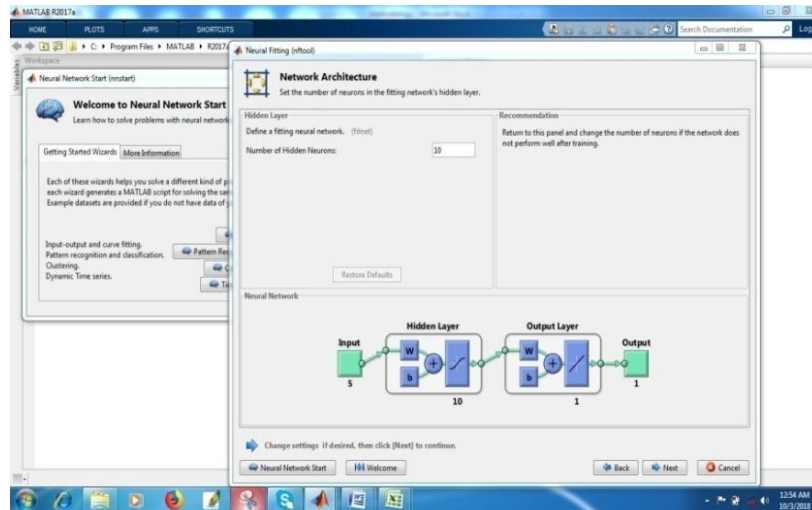 MATLAB R2017a
HOME PLOTS APPS SHORTCUTS
Search Documentation
Log
C: Program Files MATLAB R2017
Variables
Workspace
Neural Network Start (nnstart)
Welcome to Neural Network Start
Learn how to solve problems with neural network
Getting Started Wizards More Information
Each of these wizards helps you solve a different kind of
each wizard generates a MATLAB script for solving the
Example datasets are provided if you do not have data of
Input-output and curve fitting.
Pattern recognition and classification. Pattern Rec
Clustering.
Dynamic Time series.
Neural Fitting (nftool)
Network Architecture
Set the number of neurons in the fitting network's hidden layer.
Hidden Layer
Define a fitting neural network. (fitnet)
Number of Hidden Neurons: 10
Restore Defaults
Recommendation
Return to this panel and change the number of neurons if the network does
not perform well after training.
Neural Network
Hidden Layer Output Layer
Input Output
W W
b b
5 10 1 1
Change settings if desired, then click [Next] to continue.
Neural Network Start Welcome Back Next Cancel
12:54 AM
10/3/2018